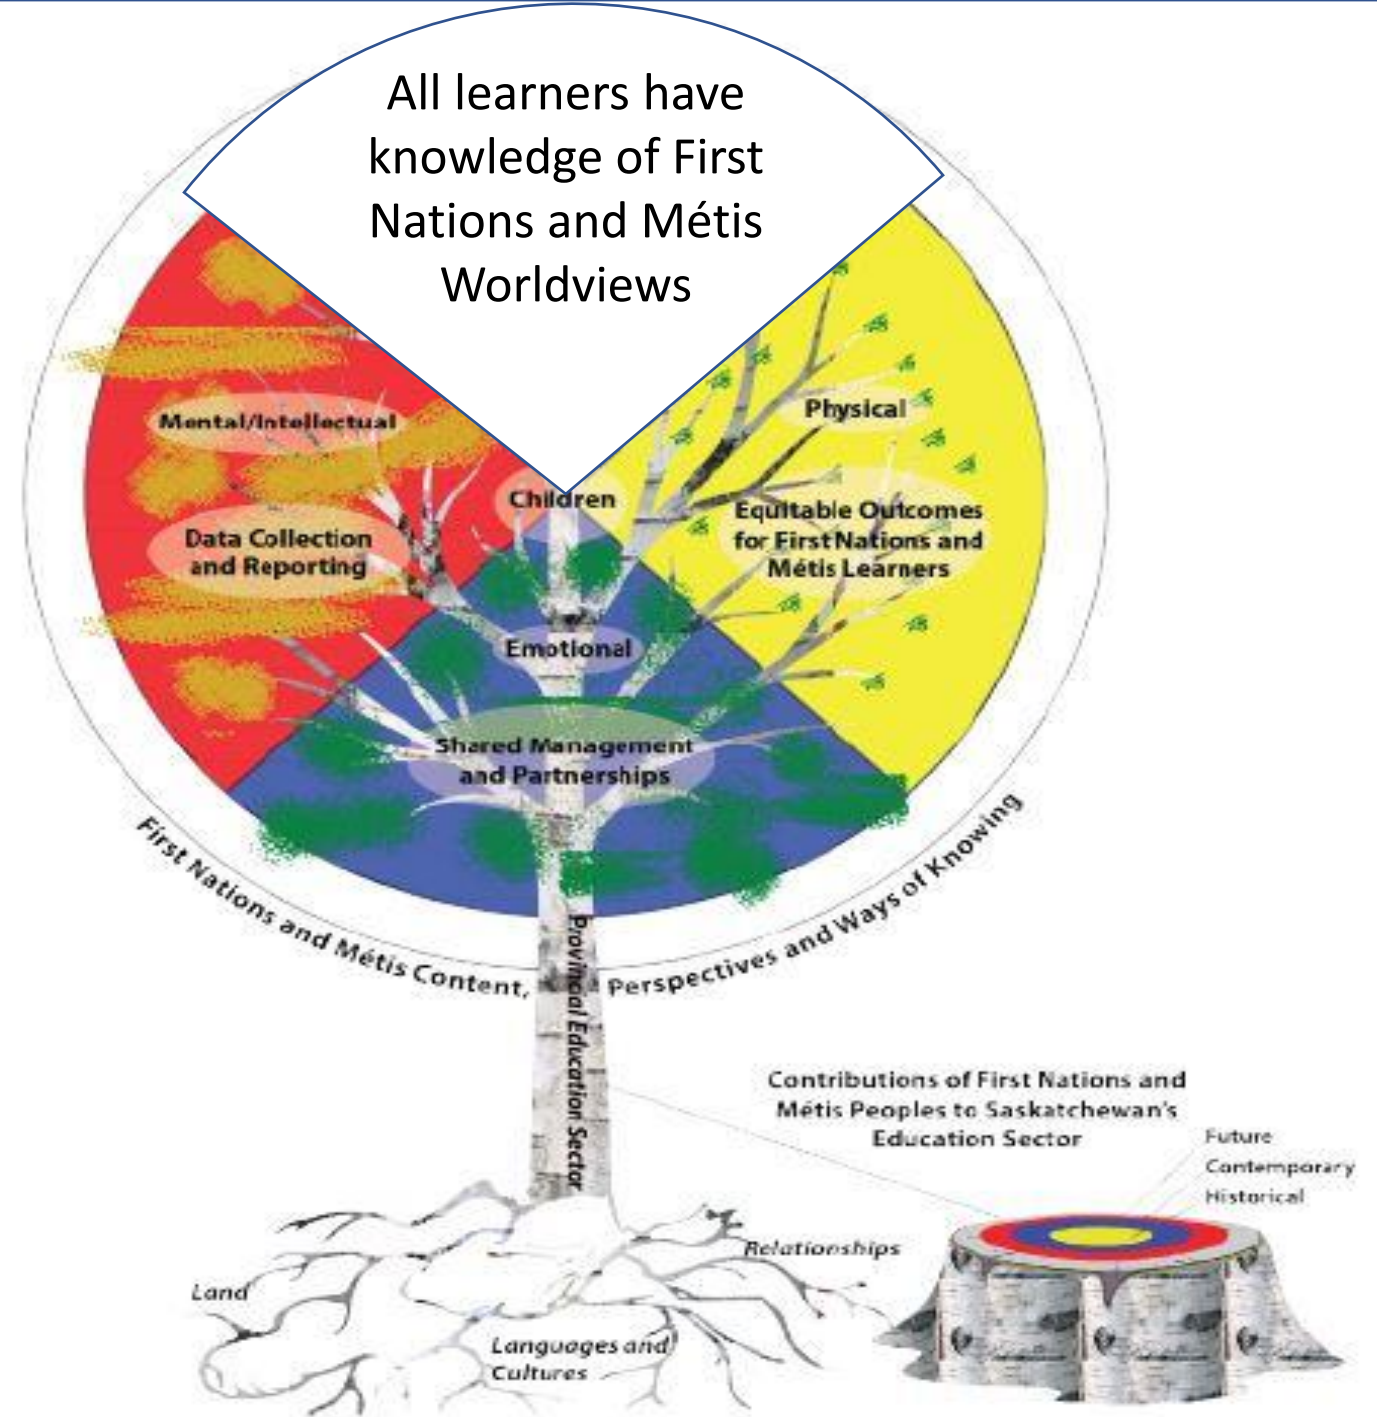 All learners have
knowledge of First
Nations and Métis
Worldviews
Mental/Intellectual
Physical
Children
Data Collection
and Reporting
Equitable Outcomes
for First Nations and
Métis Learners
Emotional
Shared Management
and Partnerships
First Nations and Métis Content, Perspectives and Ways of Knowing
Provincial Education Sector
Contributions of First Nations and
Métis Peoples to Saskatchewan's
Education Sector
Future
Contemporary
Historical
Relationships
Land
Languages and
Cultures